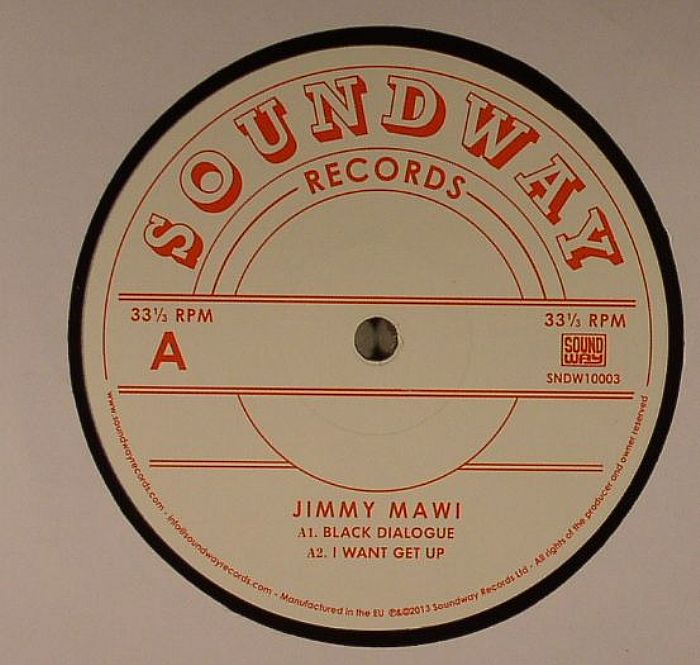 SOUNDWAY
RECORDS
33⅓ RPM
A
33⅓ RPM
SOUND
WAY
SNDW10003
JIMMY MAWI
A1. BLACK DIALOGUE
A2. I WANT GET UP
www.soundwayrecords.com - info@soundwayrecords.com - Manufactured in the EU ℗&©2013 Soundway Records Ltd - All rights of the producer and owner reserved